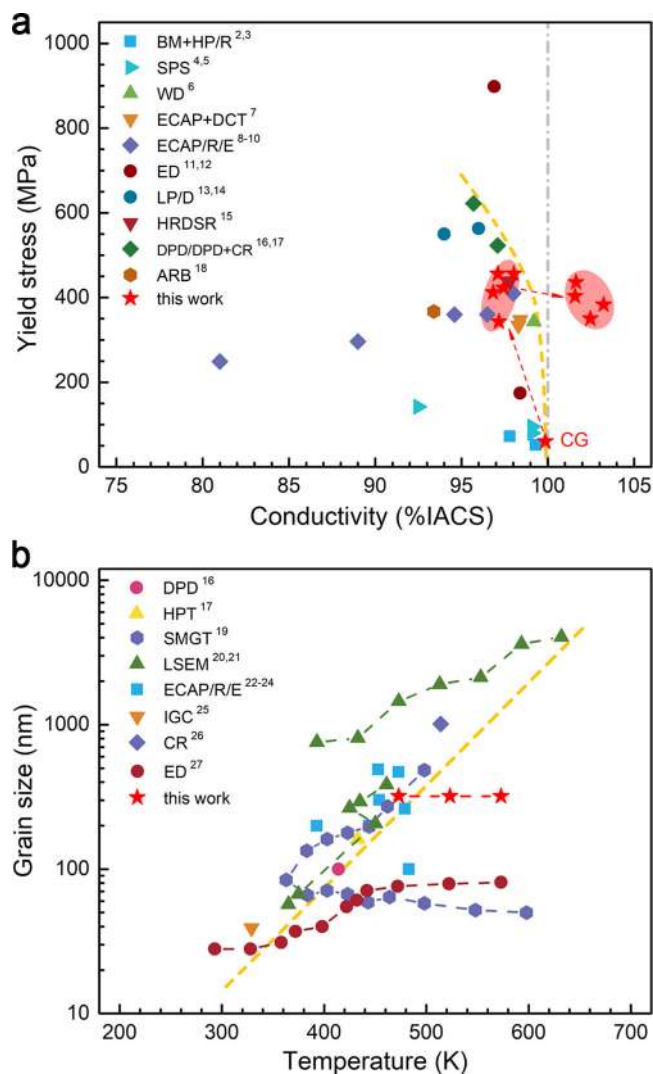 a
1000
800
600
400
200
0
Yield stress (MPa)
BM+HP/R 2,3
SPS 4,5
WD 6
ECAP+DCT 7
ECAP/R/E 8-10
ED 11,12
LP/D 13,14
HRDSR 15
DPD/DPD+CR 16,17
ARB 18
this work
CG
75 80 85 90 95 100 105
Conductivity (%IACS)
b
10000
1000
100
10
Grain size (nm)
DPD 16
HPT 17
SMGT 19
LSEM 20,21
ECAP/R/E 22-24
IGC 25
CR 26
ED 27
this work
200 300 400 500 600 700
Temperature (K)